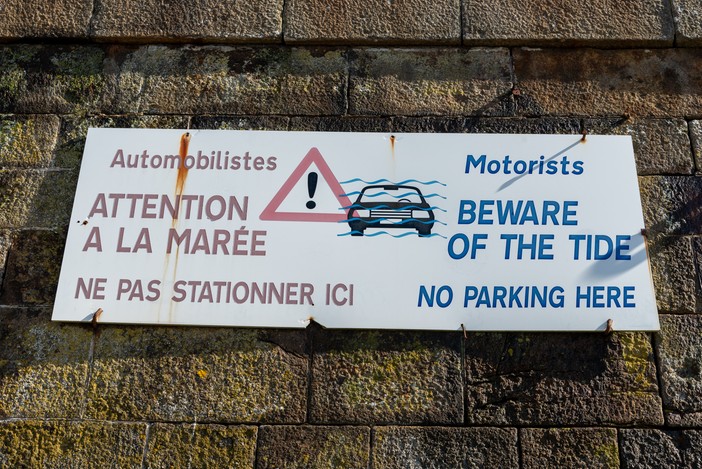 Automobilistes
ATTENTION
A LA MARÉE
NE PAS STATIONNER ICI
Motorists
BEWARE
OF THE TIDE
NO PARKING HERE